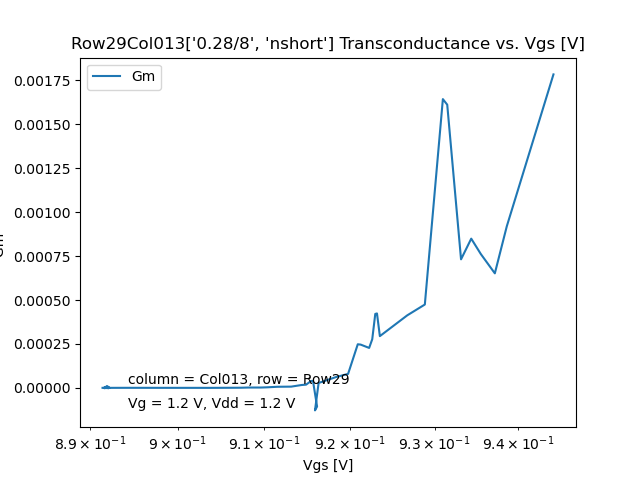 Row29Col013['0.28/8', 'nshort'] Transconductance vs. Vgs [V]
Gm
0.00175
0.00150
0.00125
0.00100
0.00075
0.00050
0.00025
0.00000
Gm
column = Col013, row = Row29
Vg = 1.2 V, Vdd = 1.2 V
8.9 × 10⁻¹ 9 × 10⁻¹ 9.1 × 10⁻¹ 9.2 × 10⁻¹ 9.3 × 10⁻¹ 9.4 × 10⁻¹
Vgs [V]